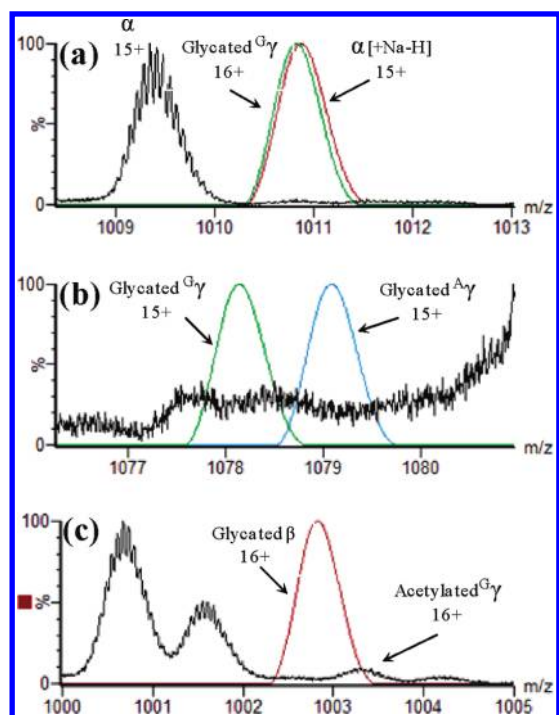 (a)
α
15+
Glycated ᴳγ
16+
α [+Na-H]
15+
100
%
0
1009 1010 1011 1012 1013 m/z
(b)
Glycated ᴳγ
15+
Glycated ᴬγ
15+
100
%
0
1077 1078 1079 1080 m/z
(c)
Glycated β
16+
Acetylated ᴳγ
16+
100
%
0
1000 1001 1002 1003 1004 1005 m/z